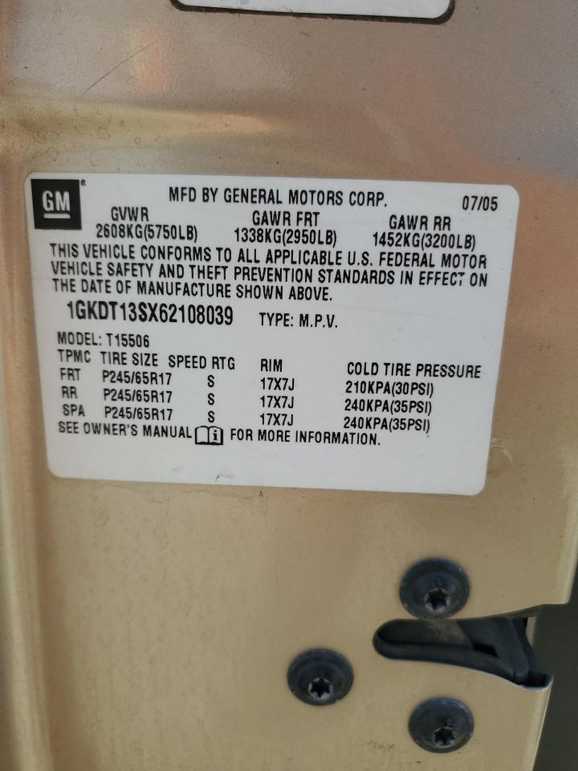 GM ®
MFD BY GENERAL MOTORS CORP. 07/05
GVWR GAWR FRT GAWR RR
2608KG(5750LB) 1338KG(2950LB) 1452KG(3200LB)
THIS VEHICLE CONFORMS TO ALL APPLICABLE U.S. FEDERAL MOTOR
VEHICLE SAFETY AND THEFT PREVENTION STANDARDS IN EFFECT ON
THE DATE OF MANUFACTURE SHOWN ABOVE.
1GKDT13SX62108039 TYPE: M.P.V.
MODEL: T15506
TPMC TIRE SIZE SPEED RTG RIM COLD TIRE PRESSURE
FRT P245/65R17 S 17X7J 210KPA(30PSI)
RR P245/65R17 S 17X7J 240KPA(35PSI)
SPA P245/65R17 S 17X7J 240KPA(35PSI)
SEE OWNER'S MANUAL i FOR MORE INFORMATION.